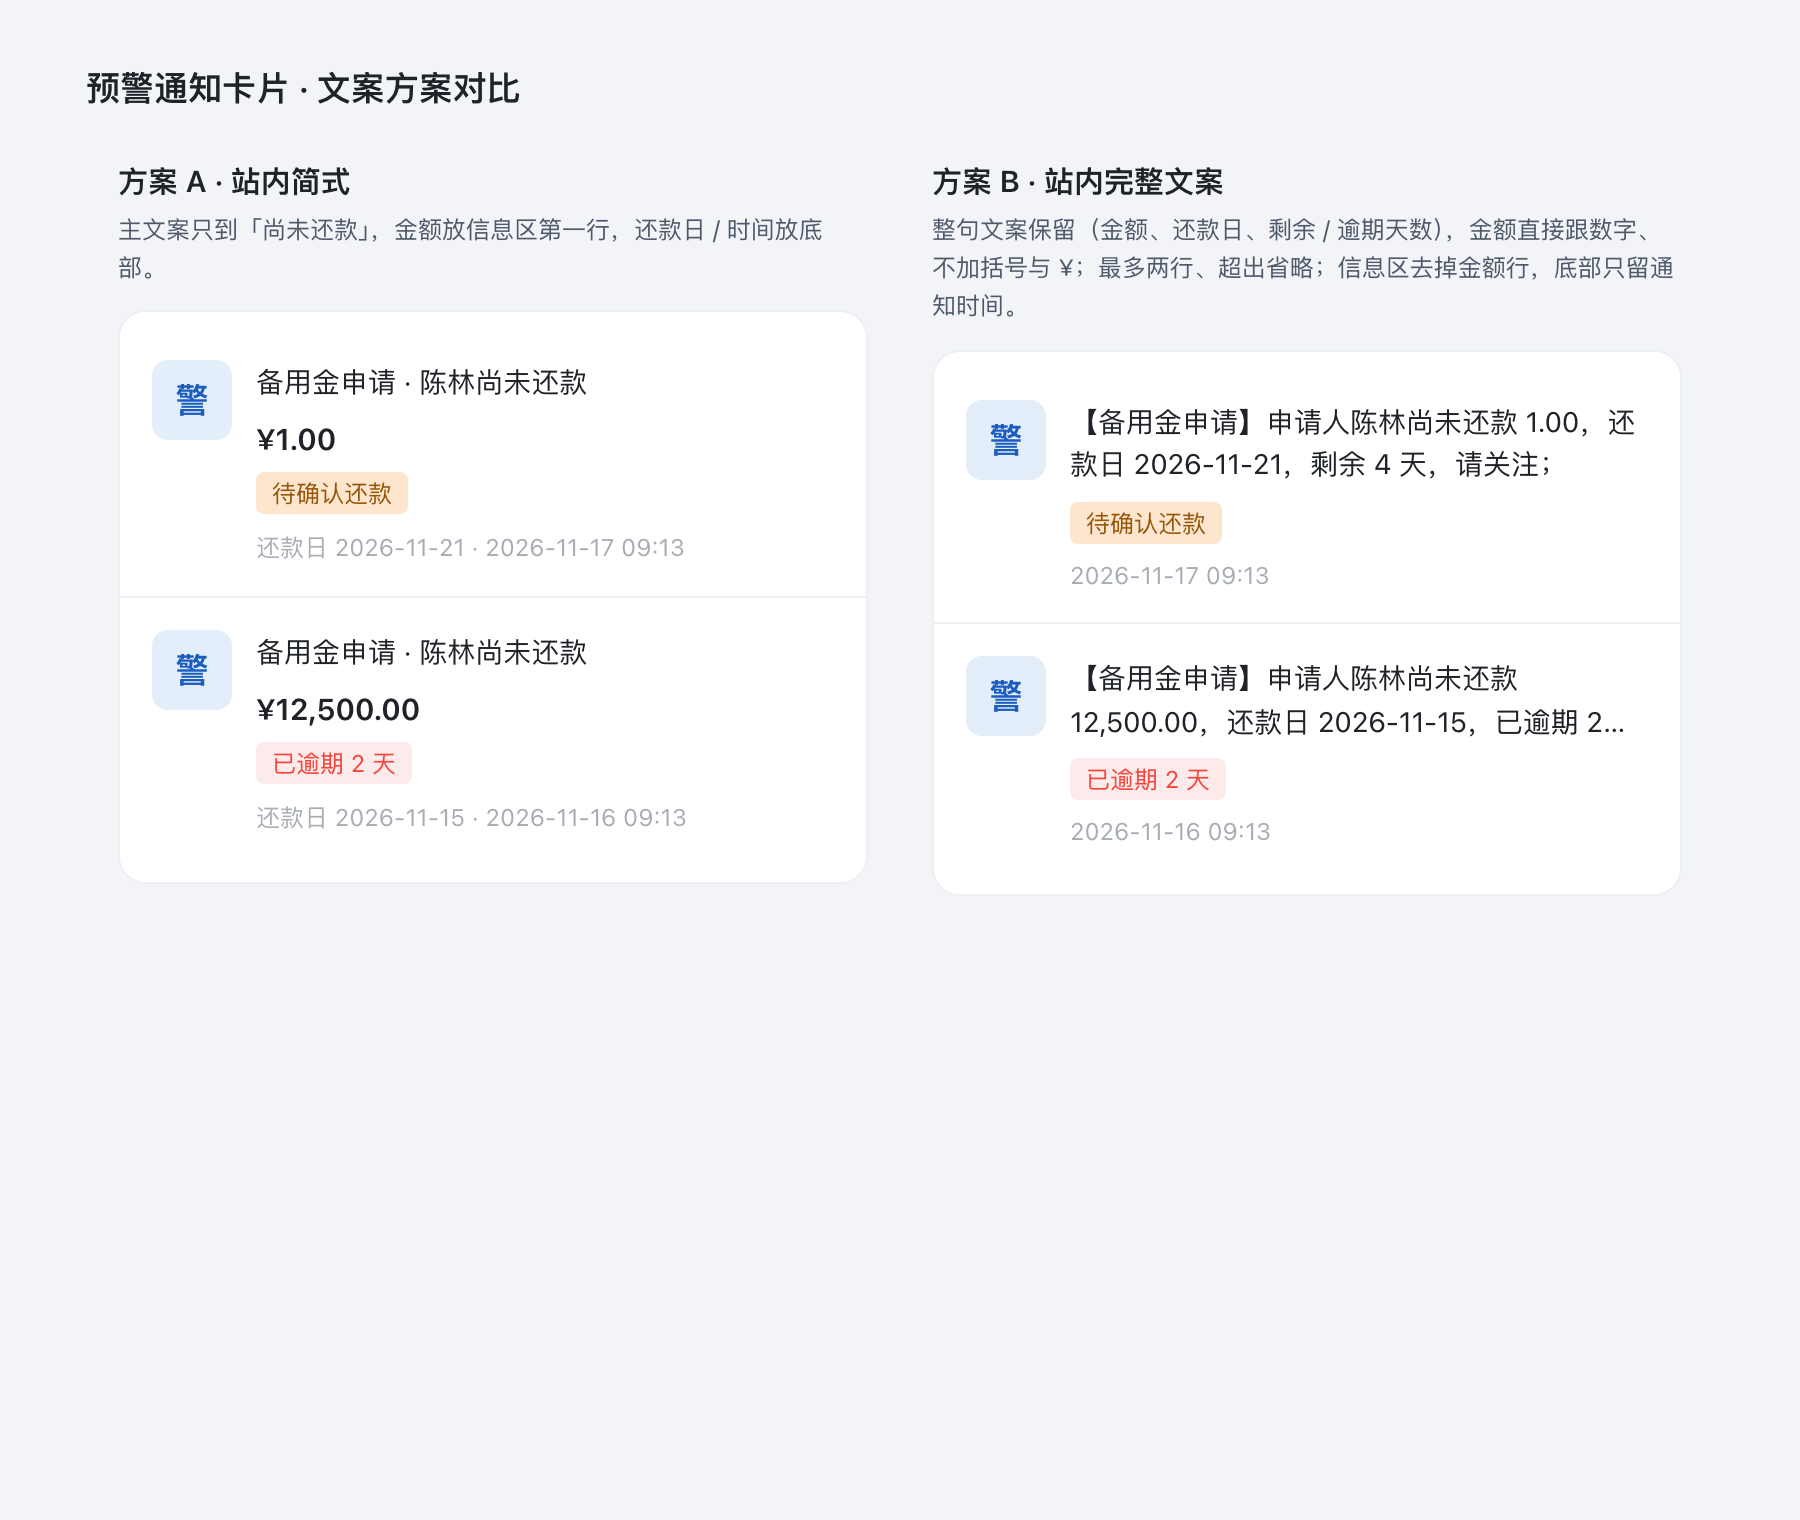 预警通知卡片 · 文案方案对比
方案 A · 站内简式
主文案只到「尚未还款」，金额放信息区第一行，还款日 / 时间放底
部。
警
备用金申请 · 陈林尚未还款
¥1.00
待确认还款
还款日 2026-11-21 · 2026-11-17 09:13
警
备用金申请 · 陈林尚未还款
¥12,500.00
已逾期 2 天
还款日 2026-11-15 · 2026-11-16 09:13
方案 B · 站内完整文案
整句文案保留（金额、还款日、剩余 / 逾期天数），金额直接跟数字、
不加括号与 ¥；最多两行、超出省略；信息区去掉金额行，底部只留通
知时间。
警
【备用金申请】申请人陈林尚未还款 1.00，还
款日 2026-11-21，剩余 4 天，请关注；
待确认还款
2026-11-17 09:13
警
【备用金申请】申请人陈林尚未还款
12,500.00，还款日 2026-11-15，已逾期 2...
已逾期 2 天
2026-11-16 09:13